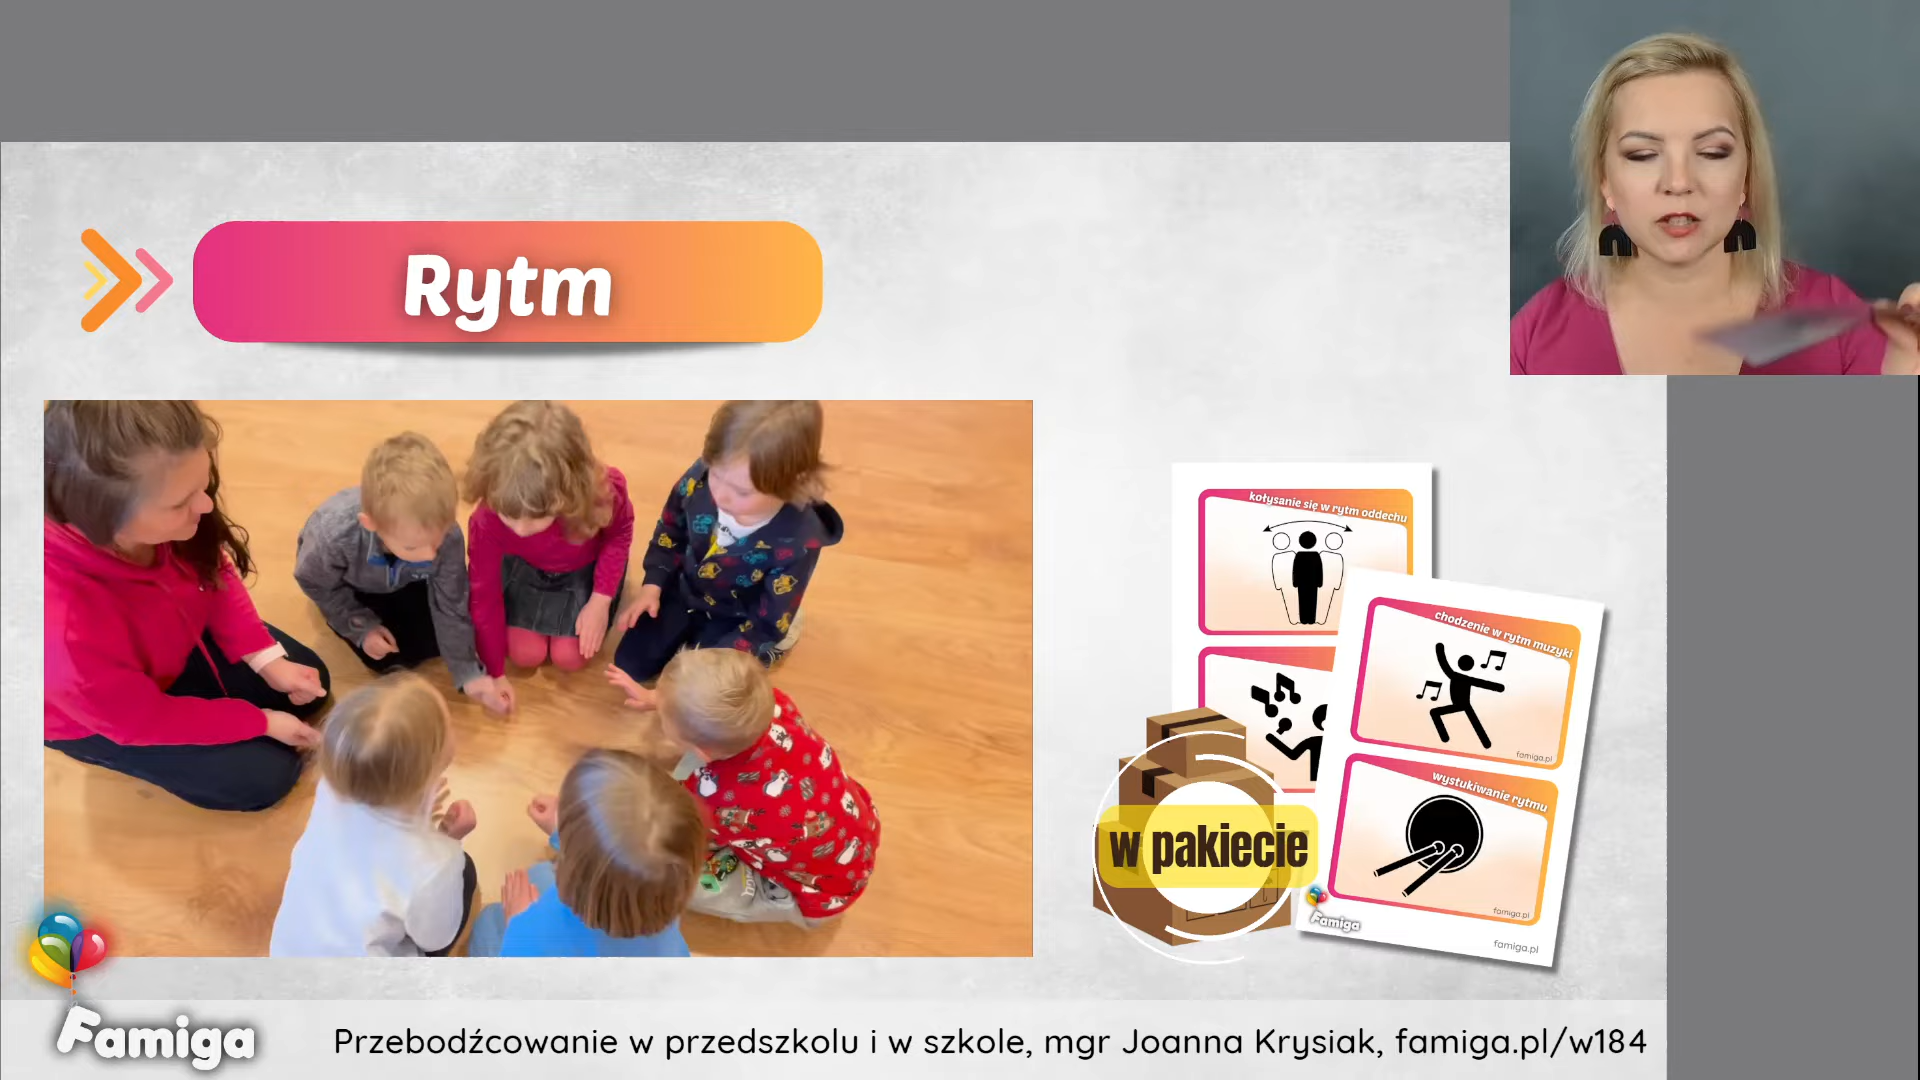 Rytm
kołysanie się w rytm oddechu
chodzenie w rytm muzyki
famiga.pl
wystukiwanie rytmu
famiga.pl
w pakiecie
Famiga
famiga.pl
Famiga
Przebodźcowanie w przedszkolu i w szkole, mgr Joanna Krysiak, famiga.pl/w184